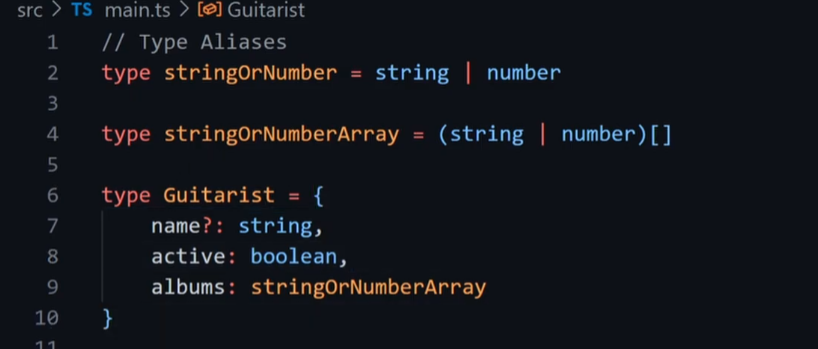 src > TS main.ts > Guitarist
1 // Type Aliases
2 type stringOrNumber = string | number
3
4 type stringOrNumberArray = (string | number)[]
5
6 type Guitarist = {
7     name?: string,
8     active: boolean,
9     albums: stringOrNumberArray
10 }
11